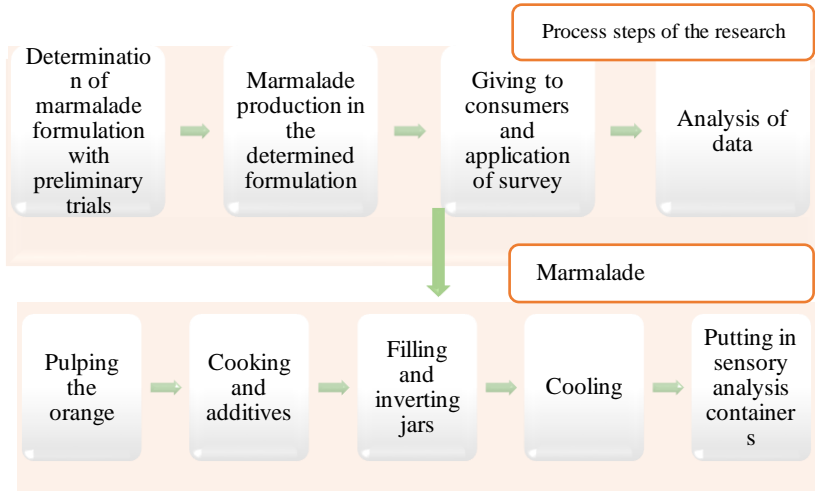 Process steps of the research
Determinatio
n of
marmalade
formulation
with
preliminary
trials
Marmalade
production in
the
determined
formulation
Giving to
consumers
and
application
of survey
Analysis of
data
Marmalade
Pulping
the
orange
Cooking
and
additives
Filling
and
inverting
jars
Cooling
Putting in
sensory
analysis
container
s